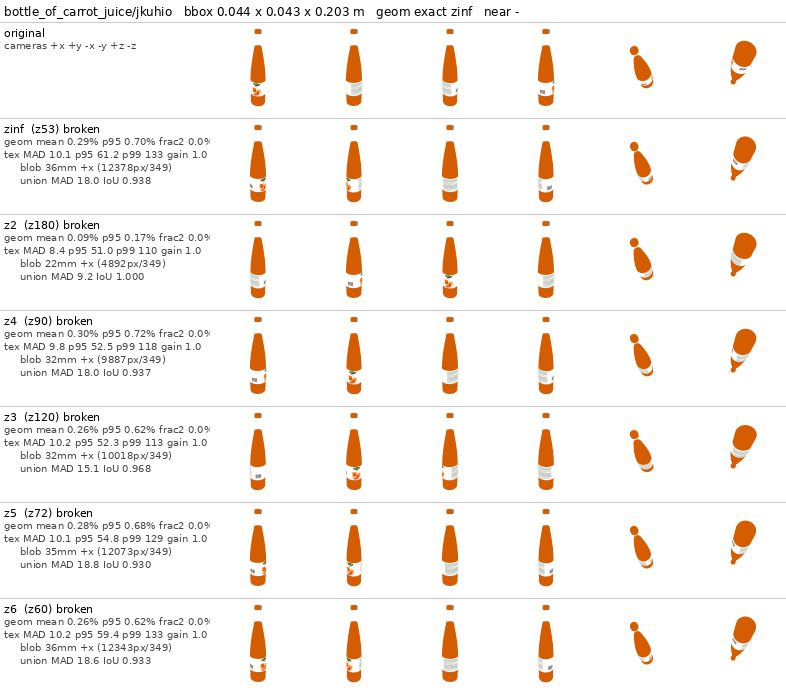 bottle_of_carrot_juice/jkuhio   bbox 0.044 x 0.043 x 0.203 m   geom exact zinf   near -
original
cameras +x +y -x -y +z -z
zinf  (z53) broken
geom mean 0.29% p95 0.70% frac2 0.0%
tex MAD 10.1 p95 61.2 p99 133 gain 1.0
blob 36mm +x (12378px/349)
union MAD 18.0 IoU 0.938
z2  (z180) broken
geom mean 0.09% p95 0.17% frac2 0.0%
tex MAD 8.4 p95 51.0 p99 110 gain 1.0
blob 22mm +x (4892px/349)
union MAD 9.2 IoU 1.000
z4  (z90) broken
geom mean 0.30% p95 0.72% frac2 0.0%
tex MAD 9.8 p95 52.5 p99 118 gain 1.0
blob 32mm +x (9887px/349)
union MAD 18.0 IoU 0.937
z3  (z120) broken
geom mean 0.26% p95 0.62% frac2 0.0%
tex MAD 10.2 p95 52.3 p99 113 gain 1.0
blob 32mm +x (10018px/349)
union MAD 15.1 IoU 0.968
z5  (z72) broken
geom mean 0.28% p95 0.68% frac2 0.0%
tex MAD 10.1 p95 54.8 p99 129 gain 1.0
blob 35mm +x (12073px/349)
union MAD 18.8 IoU 0.930
z6  (z60) broken
geom mean 0.26% p95 0.62% frac2 0.0%
tex MAD 10.2 p95 59.4 p99 133 gain 1.0
blob 36mm +x (12343px/349)
union MAD 18.6 IoU 0.933